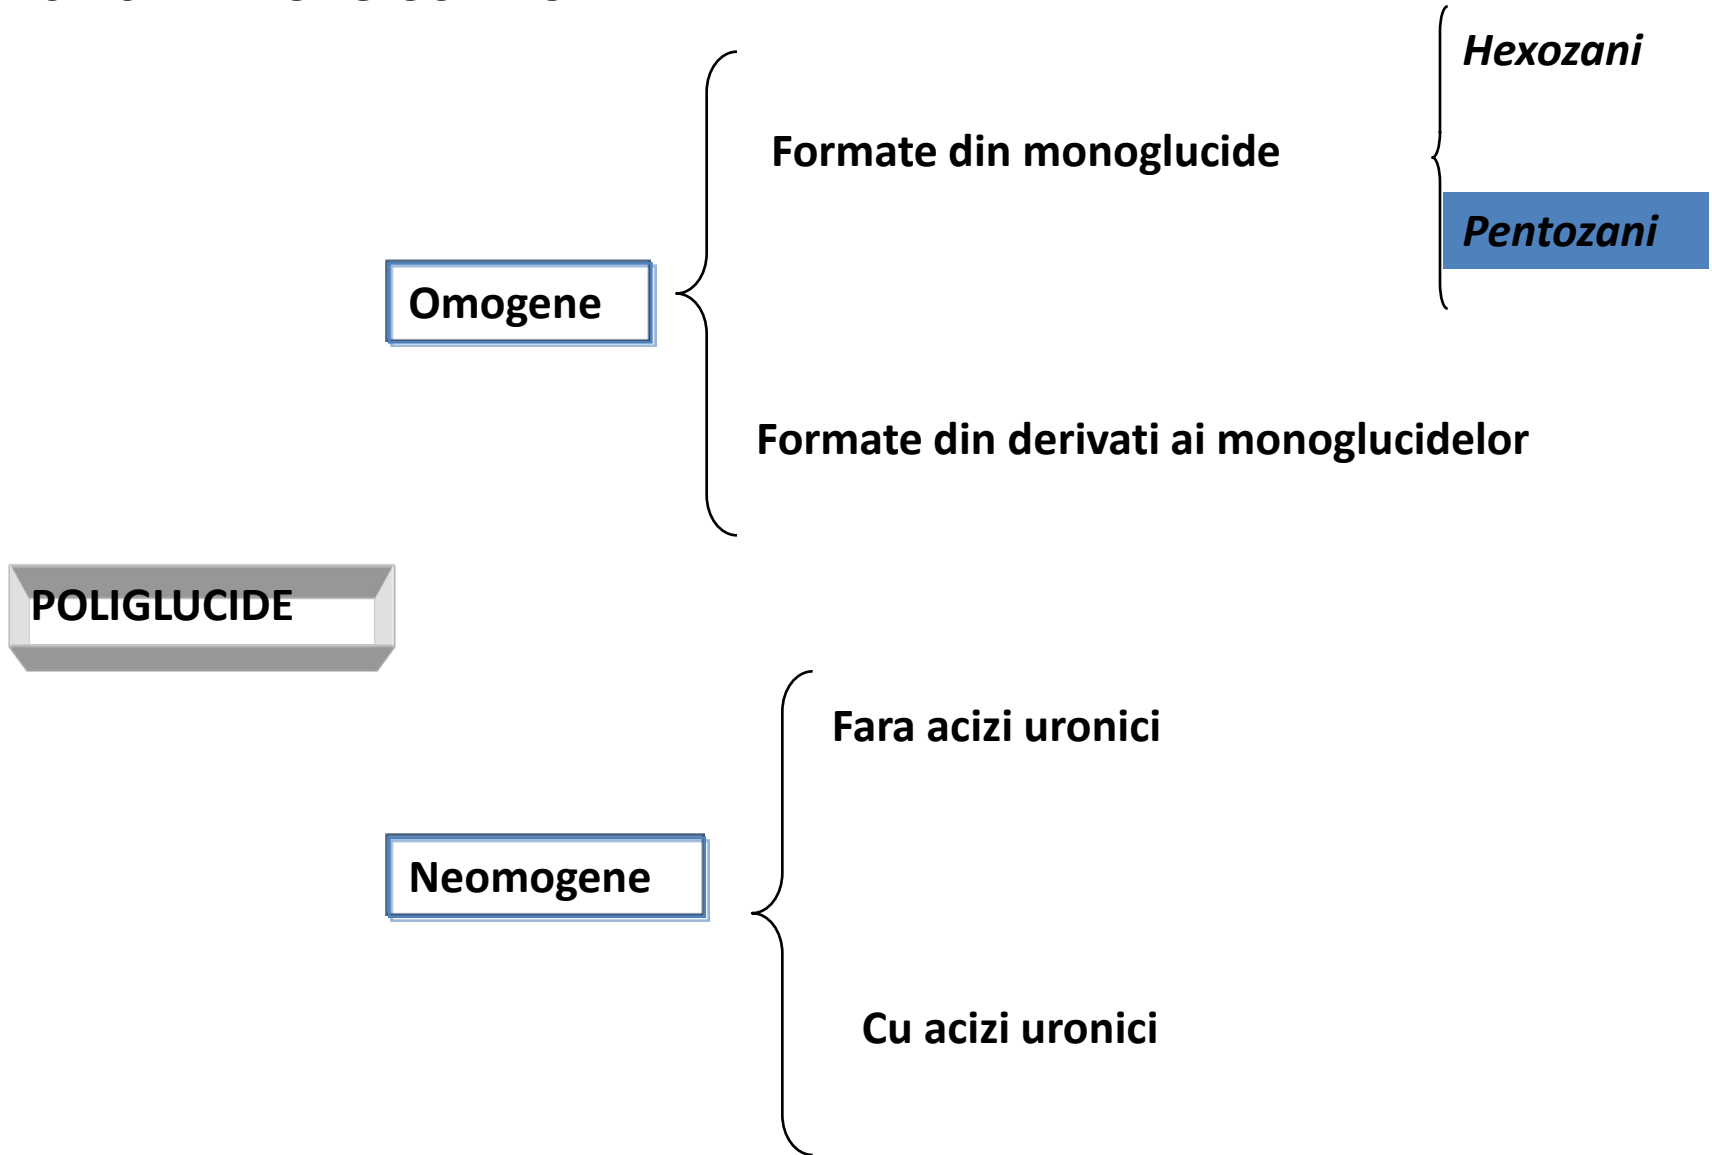 Hexozani
Formate din monoglucide
Pentozani
Omogene
Formate din derivati ai monoglucidelor
POLIGLUCIDE
Fara acizi uronici
Neomogene
Cu acizi uronici